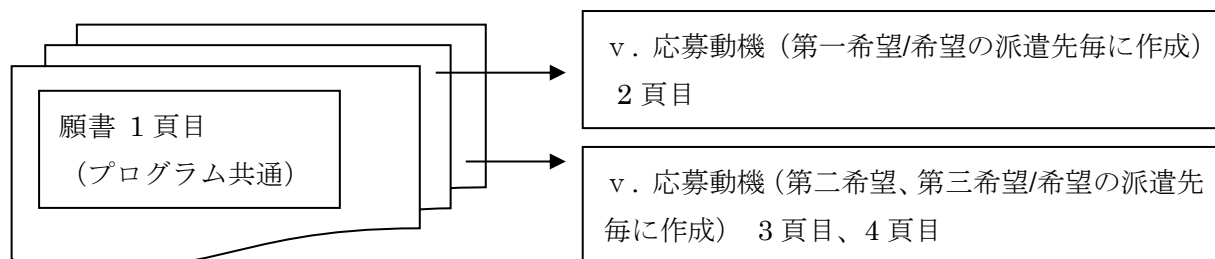 願書 1 頁目
（プログラム共通）
ⅴ. 応募動機（第一希望/希望の派遣先毎に作成）
2 頁目
ⅴ. 応募動機（第二希望、第三希望/希望の派遣先
毎に作成） 3 頁目、4 頁目